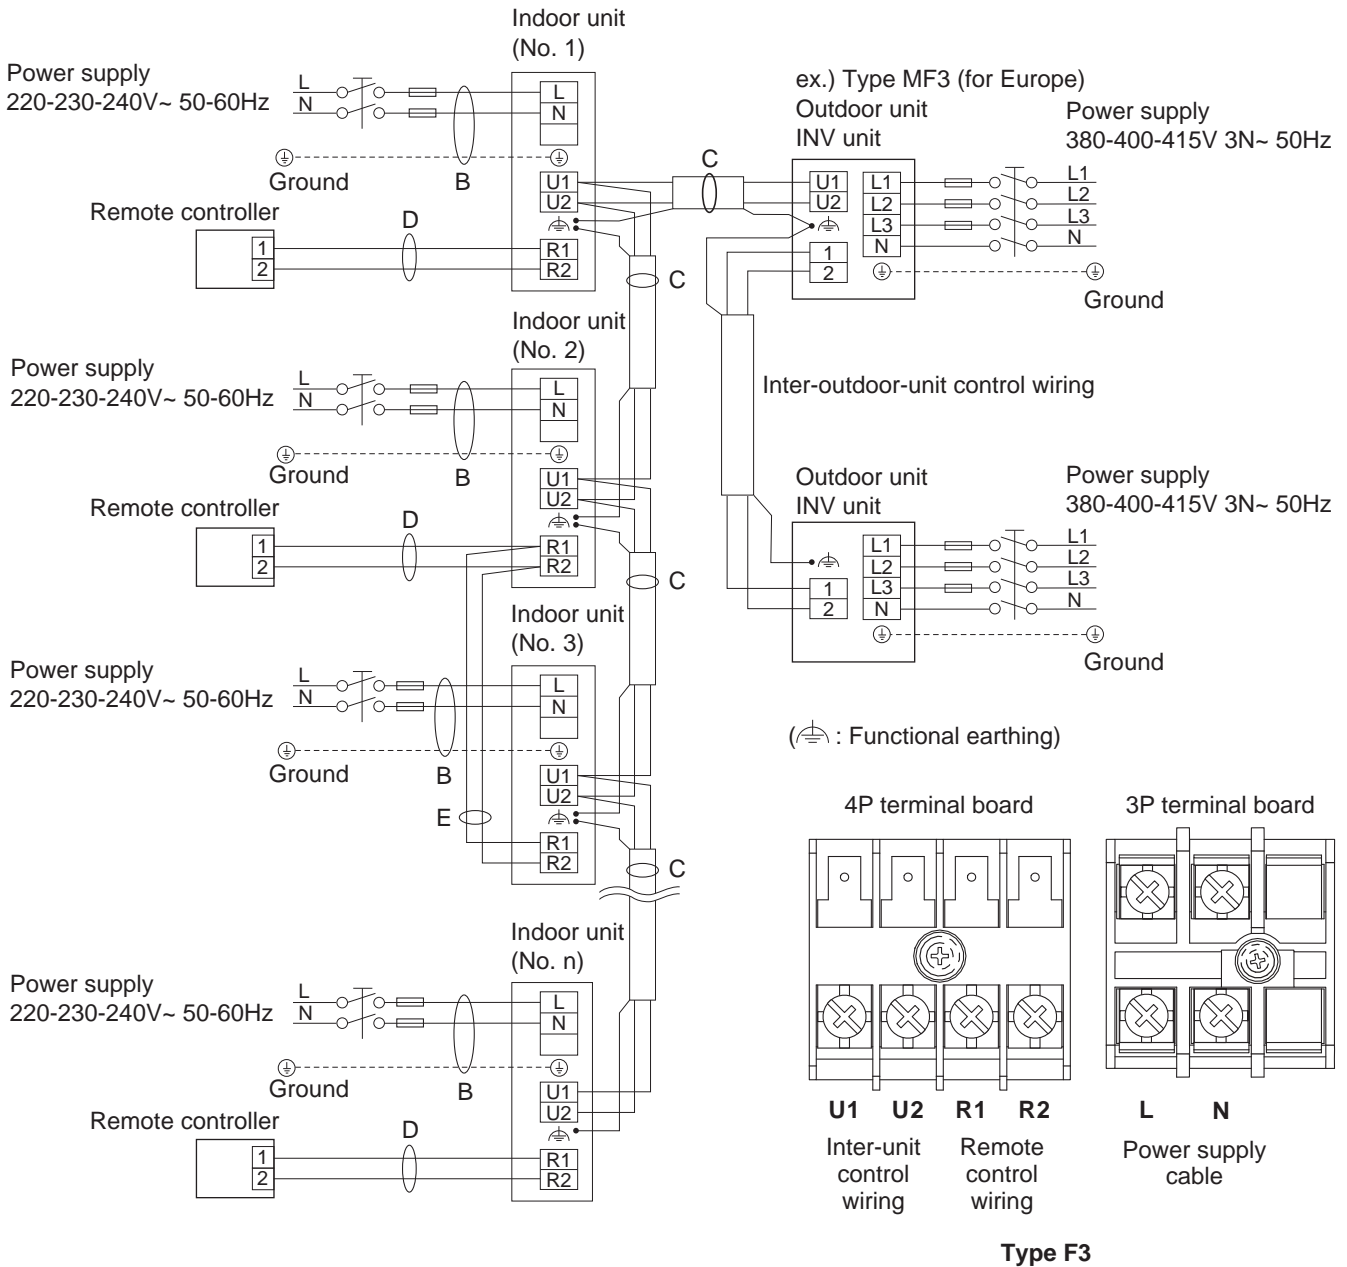 Indoor unit
(No. 1)
Power supply
220-230-240V~ 50-60Hz
L
N
L
N
Ground
B
U1
U2
Remote controller
D
1
2
R1
R2
C
C
ex.) Type MF3 (for Europe)
Outdoor unit
INV unit
Power supply
380-400-415V 3N~ 50Hz
U1
U2
1
2
L1
L2
L3
N
L1
L2
L3
N
Ground
Indoor unit
(No. 2)
Power supply
220-230-240V~ 50-60Hz
L
N
L
N
Ground
B
U1
U2
Remote controller
D
1
2
R1
R2
C
Inter-outdoor-unit control wiring
Outdoor unit
INV unit
Power supply
380-400-415V 3N~ 50Hz
1
2
L1
L2
L3
N
L1
L2
L3
N
Ground
Indoor unit
(No. 3)
Power supply
220-230-240V~ 50-60Hz
L
N
L
N
Ground
B
U1
U2
E
R1
R2
C
( : Functional earthing)
Indoor unit
(No. n)
Power supply
220-230-240V~ 50-60Hz
L
N
L
N
Ground
B
U1
U2
Remote controller
D
1
2
R1
R2
4P terminal board
U1 U2 R1 R2
Inter-unit
control
wiring
Remote
control
wiring
3P terminal board
L N
Power supply
cable
Type F3